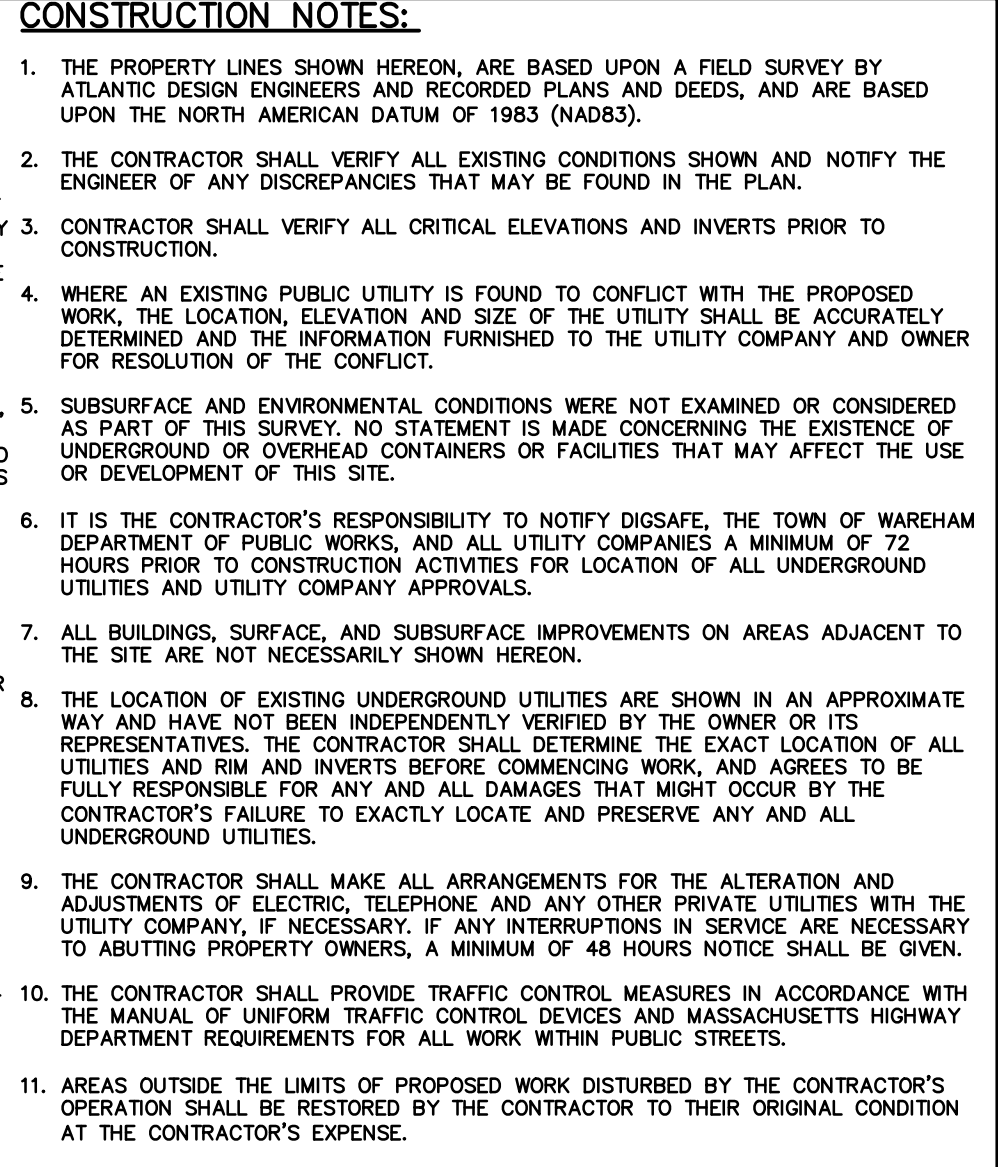 CONSTRUCTION NOTES:
1. THE PROPERTY LINES SHOWN HEREON, ARE BASED UPON A FIELD SURVEY BY
ATLANTIC DESIGN ENGINEERS AND RECORDED PLANS AND DEEDS, AND ARE BASED
UPON THE NORTH AMERICAN DATUM OF 1983 (NAD83).
2. THE CONTRACTOR SHALL VERIFY ALL EXISTING CONDITIONS SHOWN AND NOTIFY THE
ENGINEER OF ANY DISCREPANCIES THAT MAY BE FOUND IN THE PLAN.
3. CONTRACTOR SHALL VERIFY ALL CRITICAL ELEVATIONS AND INVERTS PRIOR TO
CONSTRUCTION.
4. WHERE AN EXISTING PUBLIC UTILITY IS FOUND TO CONFLICT WITH THE PROPOSED
WORK, THE LOCATION, ELEVATION AND SIZE OF THE UTILITY SHALL BE ACCURATELY
DETERMINED AND THE INFORMATION FURNISHED TO THE UTILITY COMPANY AND OWNER
FOR RESOLUTION OF THE CONFLICT.
5. SUBSURFACE AND ENVIRONMENTAL CONDITIONS WERE NOT EXAMINED OR CONSIDERED
AS PART OF THIS SURVEY. NO STATEMENT IS MADE CONCERNING THE EXISTENCE OF
UNDERGROUND OR OVERHEAD CONTAINERS OR FACILITIES THAT MAY AFFECT THE USE
OR DEVELOPMENT OF THIS SITE.
6. IT IS THE CONTRACTOR'S RESPONSIBILITY TO NOTIFY DIGSAFE, THE TOWN OF WAREHAM
DEPARTMENT OF PUBLIC WORKS, AND ALL UTILITY COMPANIES A MINIMUM OF 72
HOURS PRIOR TO CONSTRUCTION ACTIVITIES FOR LOCATION OF ALL UNDERGROUND
UTILITIES AND UTILITY COMPANY APPROVALS.
7. ALL BUILDINGS, SURFACE, AND SUBSURFACE IMPROVEMENTS ON AREAS ADJACENT TO
THE SITE ARE NOT NECESSARILY SHOWN HEREON.
8. THE LOCATION OF EXISTING UNDERGROUND UTILITIES ARE SHOWN IN AN APPROXIMATE
WAY AND HAVE NOT BEEN INDEPENDENTLY VERIFIED BY THE OWNER OR ITS
REPRESENTATIVES. THE CONTRACTOR SHALL DETERMINE THE EXACT LOCATION OF ALL
UTILITIES AND RIM AND INVERTS BEFORE COMMENCING WORK, AND AGREES TO BE
FULLY RESPONSIBLE FOR ANY AND ALL DAMAGES THAT MIGHT OCCUR BY THE
CONTRACTOR'S FAILURE TO EXACTLY LOCATE AND PRESERVE ANY AND ALL
UNDERGROUND UTILITIES.
9. THE CONTRACTOR SHALL MAKE ALL ARRANGEMENTS FOR THE ALTERATION AND
ADJUSTMENTS OF ELECTRIC, TELEPHONE AND ANY OTHER PRIVATE UTILITIES WITH THE
UTILITY COMPANY, IF NECESSARY. IF ANY INTERRUPTIONS IN SERVICE ARE NECESSARY
TO ABUTTING PROPERTY OWNERS, A MINIMUM OF 48 HOURS NOTICE SHALL BE GIVEN.
10. THE CONTRACTOR SHALL PROVIDE TRAFFIC CONTROL MEASURES IN ACCORDANCE WITH
THE MANUAL OF UNIFORM TRAFFIC CONTROL DEVICES AND MASSACHUSETTS HIGHWAY
DEPARTMENT REQUIREMENTS FOR ALL WORK WITHIN PUBLIC STREETS.
11. AREAS OUTSIDE THE LIMITS OF PROPOSED WORK DISTURBED BY THE CONTRACTOR'S
OPERATION SHALL BE RESTORED BY THE CONTRACTOR TO THEIR ORIGINAL CONDITION
AT THE CONTRACTOR'S EXPENSE.